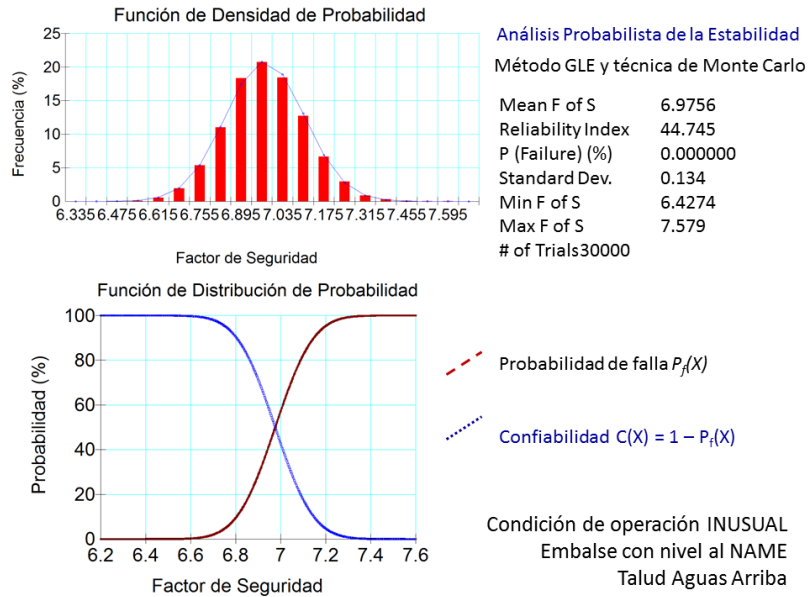 Función de Densidad de Probabilidad
25
20
15
10
5
0
Frecuencia (%)
6.335 6.475 6.615 6.755 6.895 7.035 7.175 7.315 7.455 7.595
Factor de Seguridad
Análisis Probabilista de la Estabilidad
Método GLE y técnica de Monte Carlo
Mean F of S 6.9756
Reliability Index 44.745
P (Failure) (%) 0.000000
Standard Dev. 0.134
Min F of S 6.4274
Max F of S 7.579
# of Trials30000
Función de Distribución de Probabilidad
100
80
60
40
20
0
Probabilidad (%)
6.2 6.4 6.6 6.8 7 7.2 7.4 7.6
Factor de Seguridad
Probabilidad de falla Pf(X)
Confiabilidad C(X) = 1 – Pf(X)
Condición de operación INUSUAL
Embalse con nivel al NAME
Talud Aguas Arriba